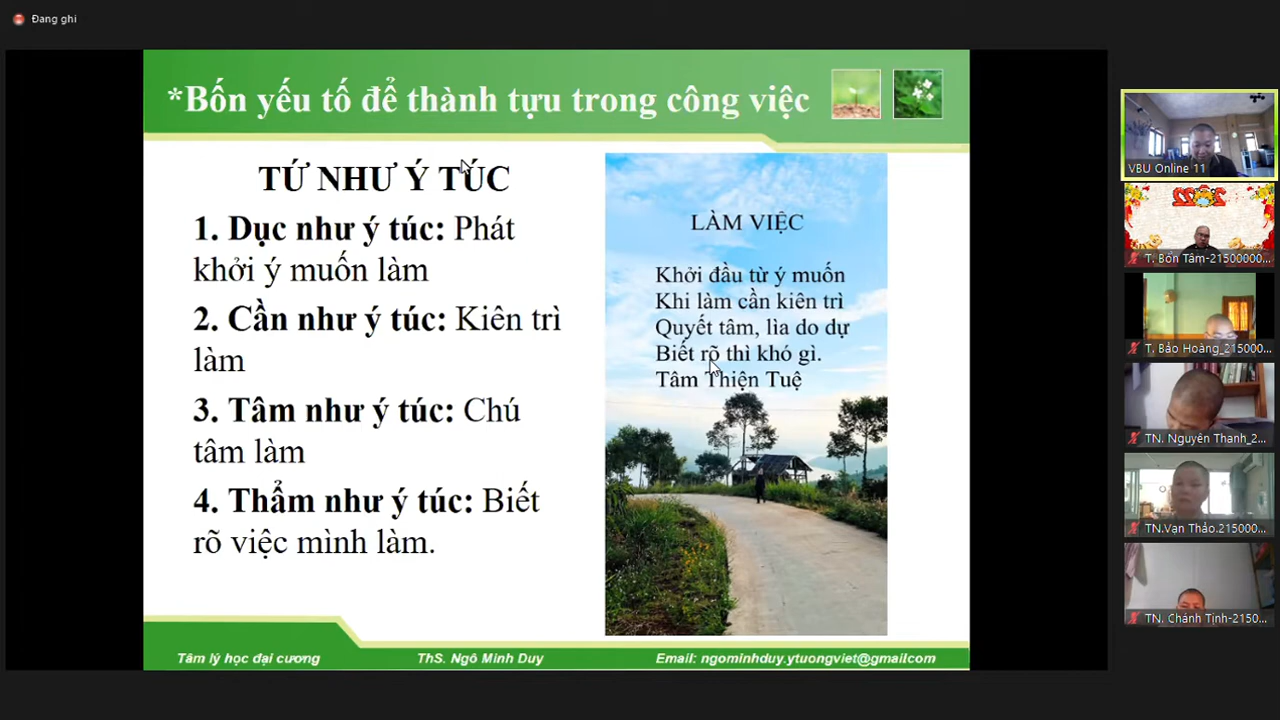 Đang ghi
*Bốn yếu tố để thành tựu trong công việc
TỨ NHƯ Ý TÚC
1. Dục như ý túc: Phát
khởi ý muốn làm
2. Cần như ý túc: Kiên trì
làm
3. Tâm như ý túc: Chú
tâm làm
4. Thẩm như ý túc: Biết
rõ việc mình làm.
LÀM VIỆC
Khởi đầu từ ý muốn
Khi làm cần kiên trì
Quyết tâm, lìa do dự
Biết rõ thì khó gì.
Tâm Thiện Tuệ
Tâm lý học đại cương
ThS. Ngô Minh Duy
Email: ngominhduy.ytuongviet@gmail.com
VBU Online 11
2022
T. Bổn Tâm-21500000...
T. Bảo Hoàng_215000...
TN. Nguyên Thanh_2...
TN.Vạn Thảo.215000...
TN. Chánh Tịnh-2150...